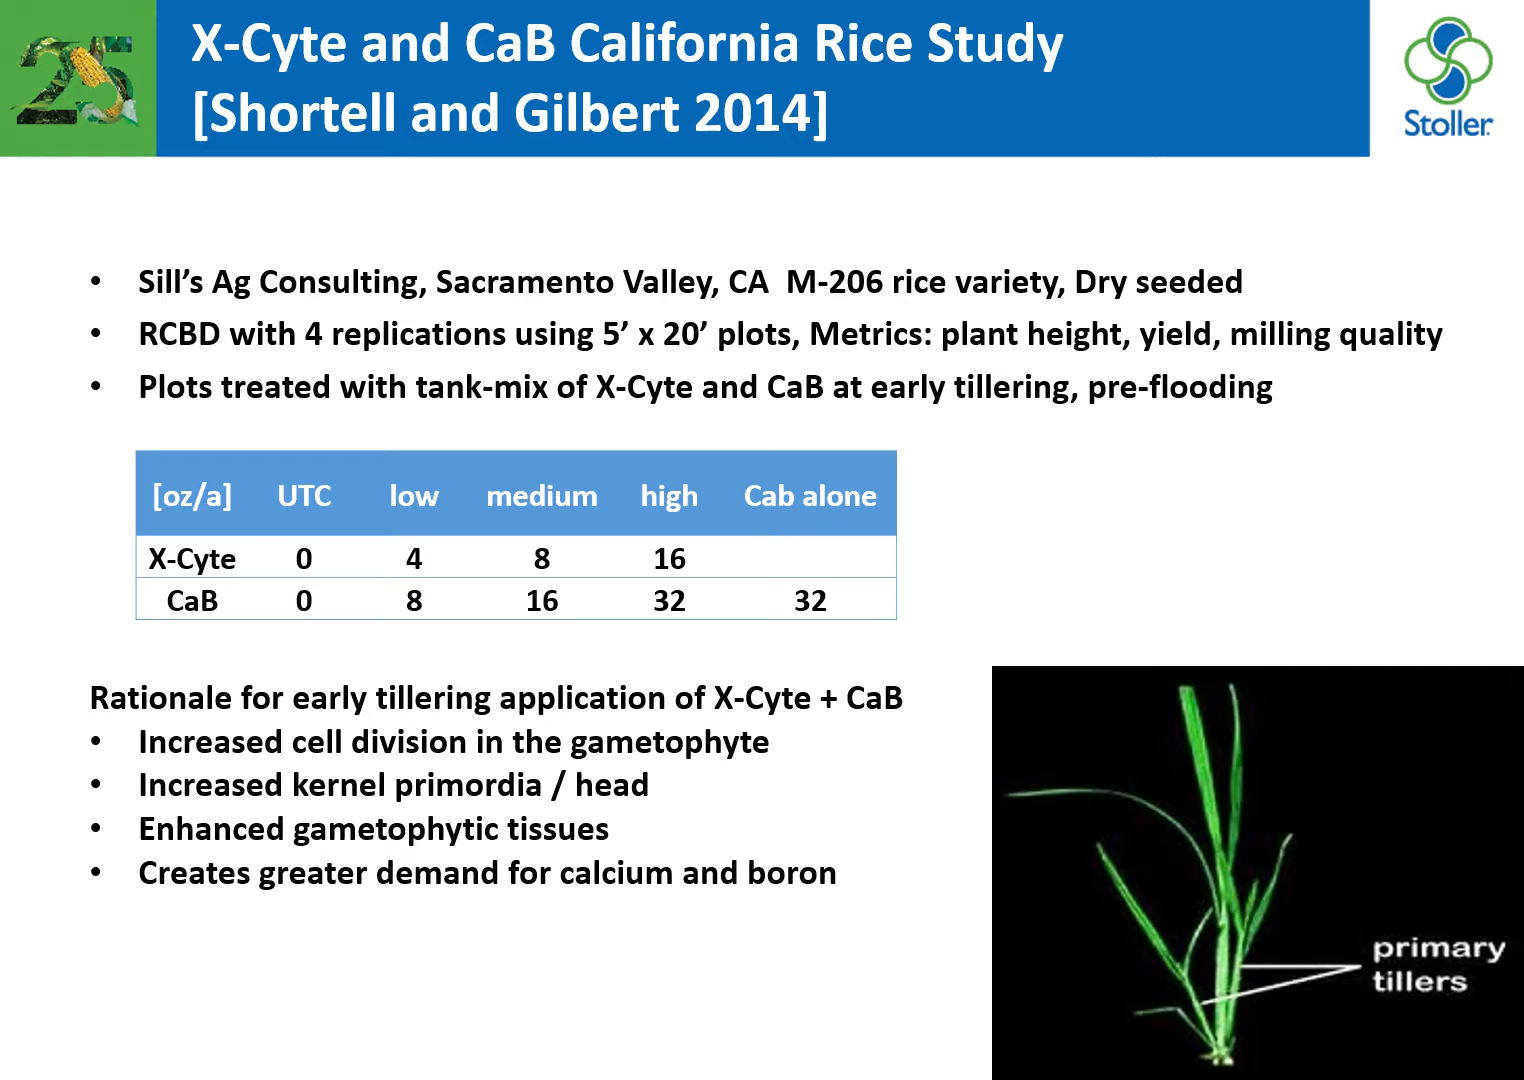 25
X-Cyte and CaB California Rice Study
[Shortell and Gilbert 2014]
Stoller
• Sill’s Ag Consulting, Sacramento Valley, CA  M-206 rice variety, Dry seeded
• RCBD with 4 replications using 5’ x 20’ plots, Metrics: plant height, yield, milling quality
• Plots treated with tank-mix of X-Cyte and CaB at early tillering, pre-flooding
[oz/a] UTC low medium high Cab alone
X-Cyte 0 4 8 16
CaB 0 8 16 32 32
Rationale for early tillering application of X-Cyte + CaB
• Increased cell division in the gametophyte
• Increased kernel primordia / head
• Enhanced gametophytic tissues
• Creates greater demand for calcium and boron
primary
tillers